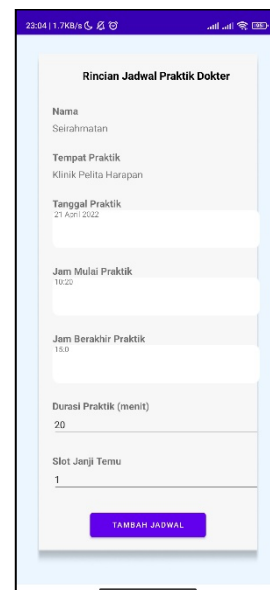 23:04 | 1.7KB/s
Rincian Jadwal Praktik Dokter
Nama
Seirahmatan
Tempat Praktik
Klinik Pelita Harapan
Tanggal Praktik
21 April 2022
Jam Mulai Praktik
10:20
Jam Berakhir Praktik
15:0
Durasi Praktik (menit)
20
Slot Janji Temu
1
TAMBAH JADWAL